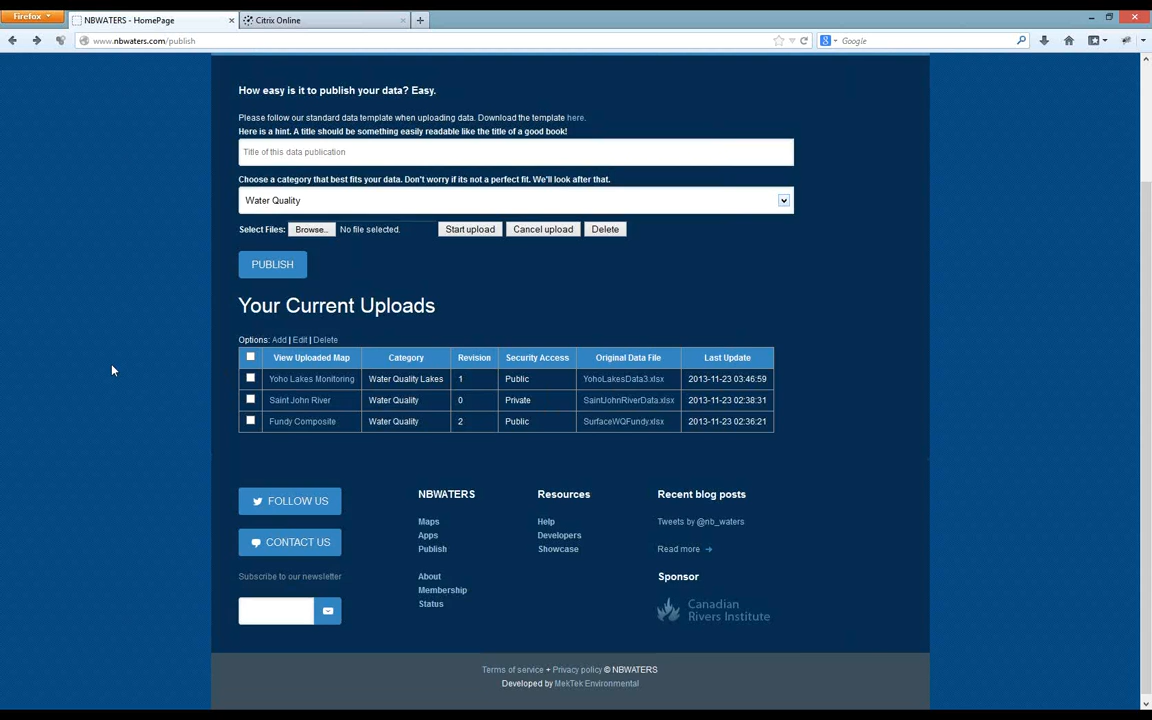 Firefox
NBWATERS - HomePage
Citrix Online
www.nbwaters.com/publish
Google
How easy is it to publish your data? Easy.
Please follow our standard data template when uploading data. Download the template here.
Here is a hint. A title should be something easily readable like the title of a good book!
Title of this data publication
Choose a category that best fits your data. Don't worry if its not a perfect fit. We'll look after that.
Water Quality
Select Files: Browse... No file selected. Start upload Cancel upload Delete
PUBLISH
Your Current Uploads
Options: Add | Edit | Delete
View Uploaded Map Category Revision Security Access Original Data File Last Update
Yoho Lakes Monitoring Water Quality Lakes 1 Public YohoLakesData3.xlsx 2013-11-23 03:46:59
Saint John River Water Quality 0 Private SaintJohnRiverData.xlsx 2013-11-23 02:38:31
Fundy Composite Water Quality 2 Public SurfaceWQFundy.xlsx 2013-11-23 02:36:21
FOLLOW US
CONTACT US
Subscribe to our newsletter
NBWATERS
Maps
Apps
Publish
About
Membership
Status
Resources
Help
Developers
Showcase
Recent blog posts
Tweets by @nb_waters
Read more →
Sponsor
Canadian
Rivers Institute
Terms of service • Privacy policy © NBWATERS
Developed by MekTek Environmental